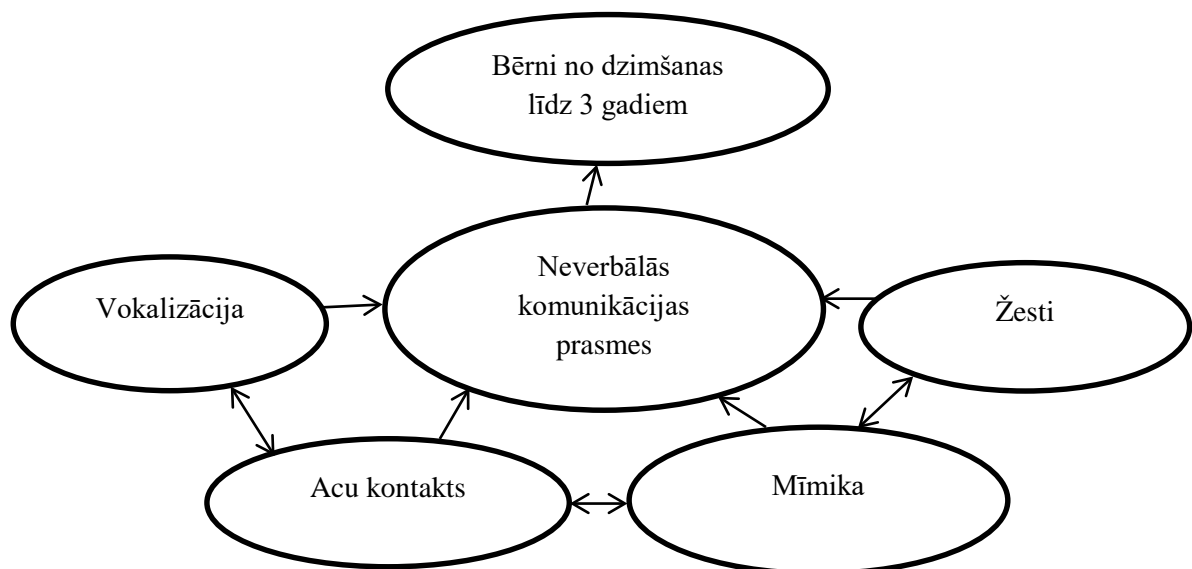 Bērni no dzimšanas
līdz 3 gadiem
Neverbālās
komunikācijas
prasmes
Vokalizācija
Žesti
Acu kontakts
Mīmika